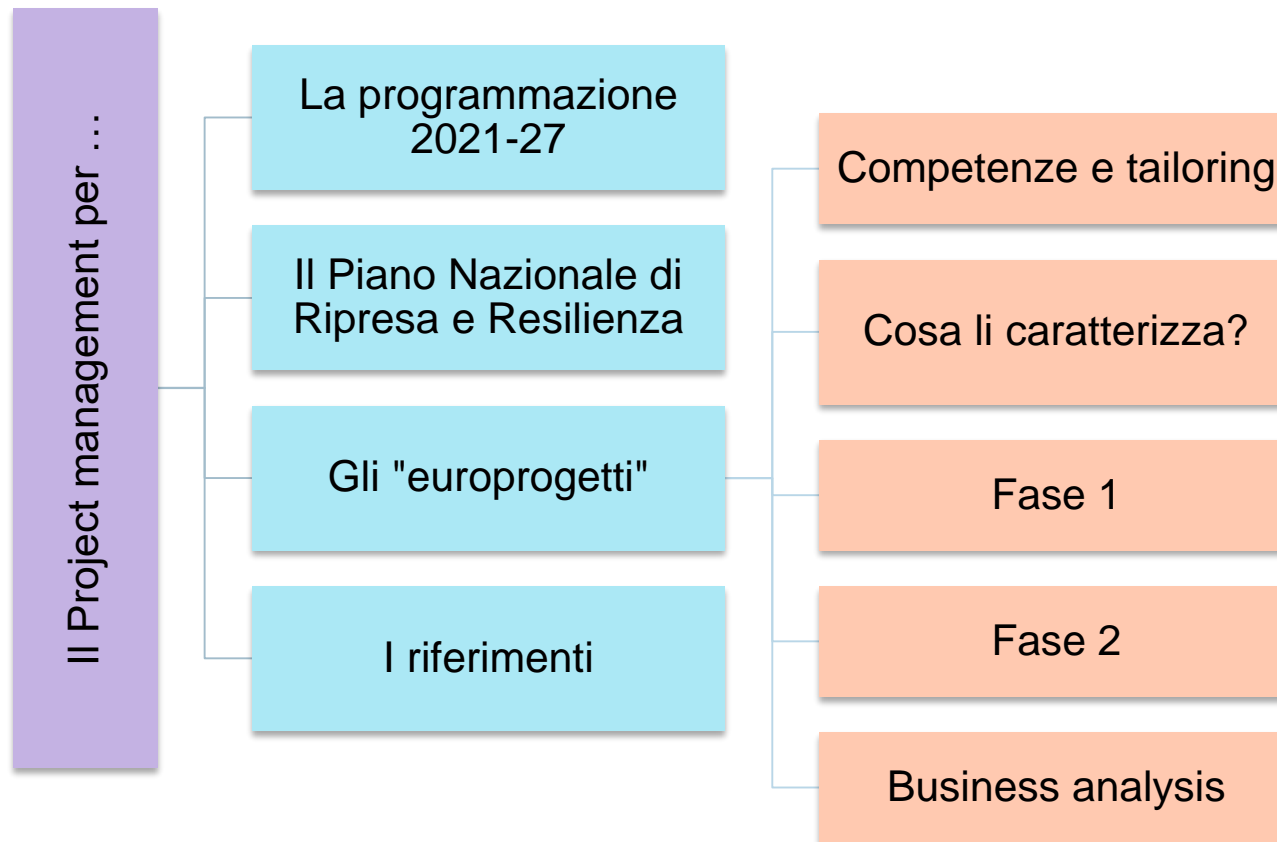 Il Project management per …
La programmazione
2021-27
Il Piano Nazionale di
Ripresa e Resilienza
Gli "europrogetti"
I riferimenti
Competenze e tailoring
Cosa li caratterizza?
Fase 1
Fase 2
Business analysis